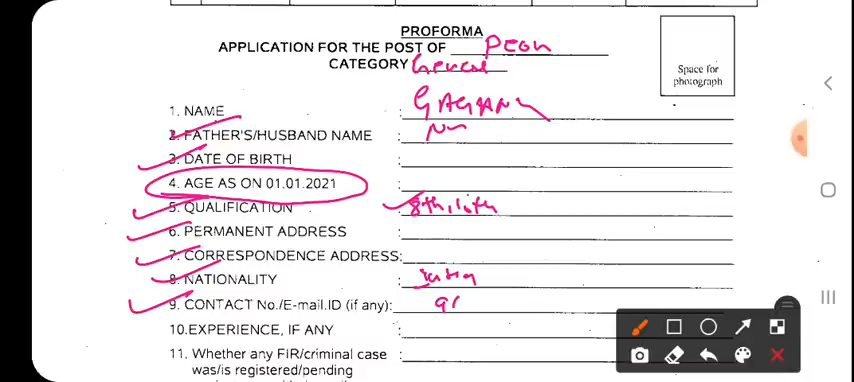 PROFORMA
APPLICATION FOR THE POST OF Peon
CATEGORY General
Space for
photograph
1. NAME : GAGAN
2. FATHER'S/HUSBAND NAME :
3. DATE OF BIRTH :
4. AGE AS ON 01.01.2021 :
5. QUALIFICATION : 8th, 10th
6. PERMANENT ADDRESS :
7. CORRESPONDENCE ADDRESS:
8. NATIONALITY :
9. CONTACT No./E-mail.ID (if any):
10.EXPERIENCE, IF ANY :
11. Whether any FIR/criminal case :
was/is registered/pending